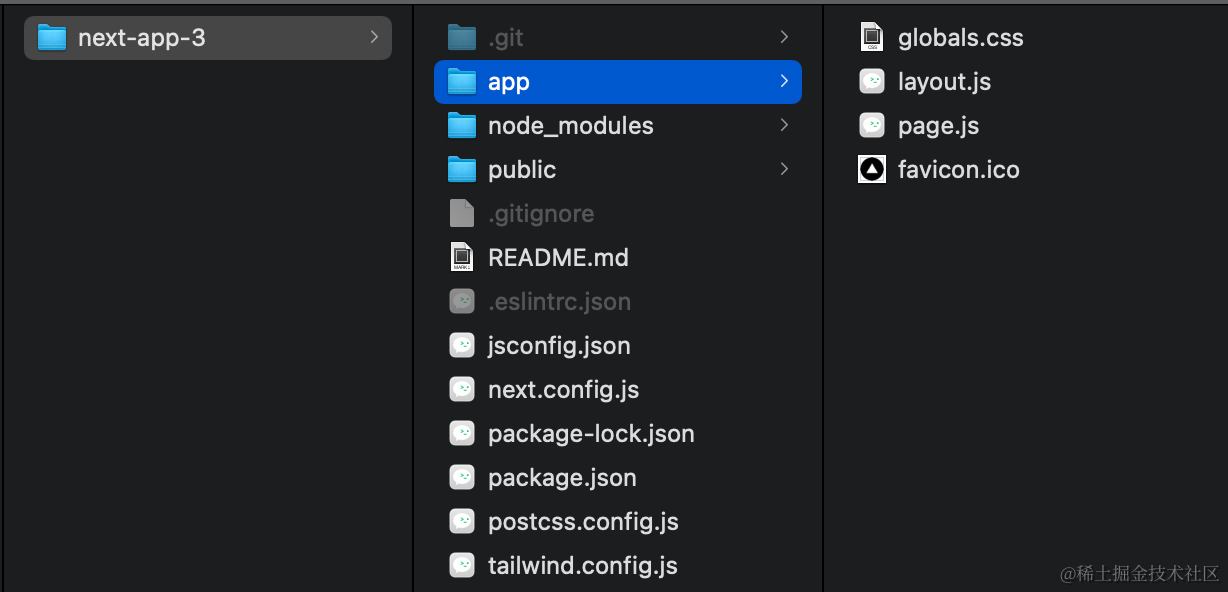 next-app-3
.git
app
node_modules
public
.gitignore
README.md
.eslintrc.json
jsconfig.json
next.config.js
package-lock.json
package.json
postcss.config.js
tailwind.config.js
globals.css
layout.js
page.js
favicon.ico
@稀土掘金技术社区